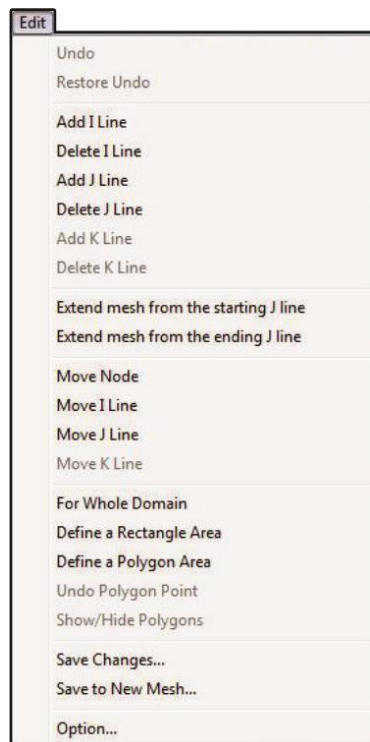 Edit
Undo
Restore Undo
Add I Line
Delete I Line
Add J Line
Delete J Line
Add K Line
Delete K Line
Extend mesh from the starting J line
Extend mesh from the ending J line
Move Node
Move I Line
Move J Line
Move K Line
For Whole Domain
Define a Rectangle Area
Define a Polygon Area
Undo Polygon Point
Show/Hide Polygons
Save Changes...
Save to New Mesh...
Option...